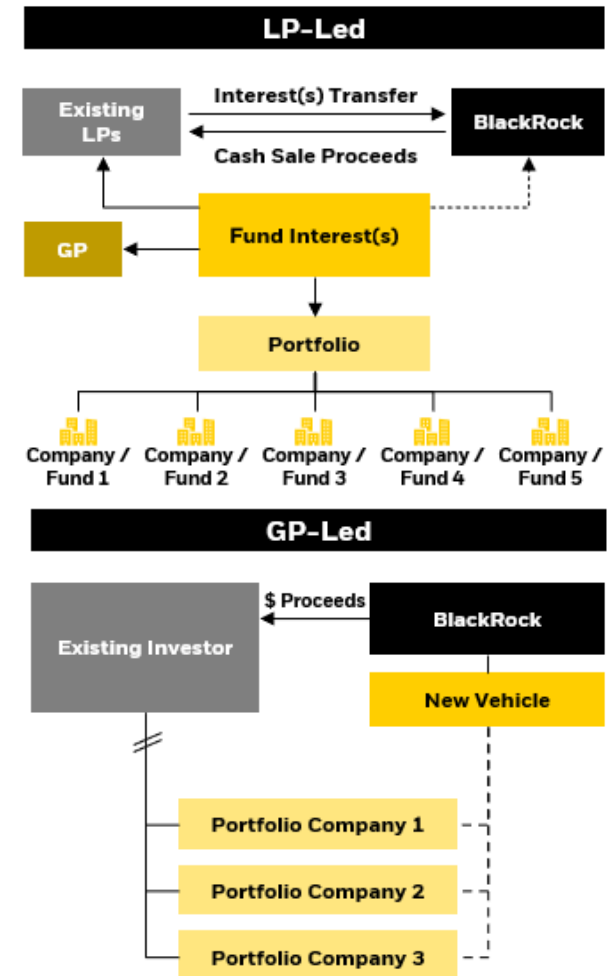 LP-Led
Existing
LPs
Interest(s) Transfer
Cash Sale Proceeds
BlackRock
Fund Interest(s)
GP
Portfolio
Company /
Fund 1
Company /
Fund 2
Company /
Fund 3
Company /
Fund 4
Company /
Fund 5
GP-Led
Existing Investor
$ Proceeds
BlackRock
New Vehicle
Portfolio Company 1
Portfolio Company 2
Portfolio Company 3